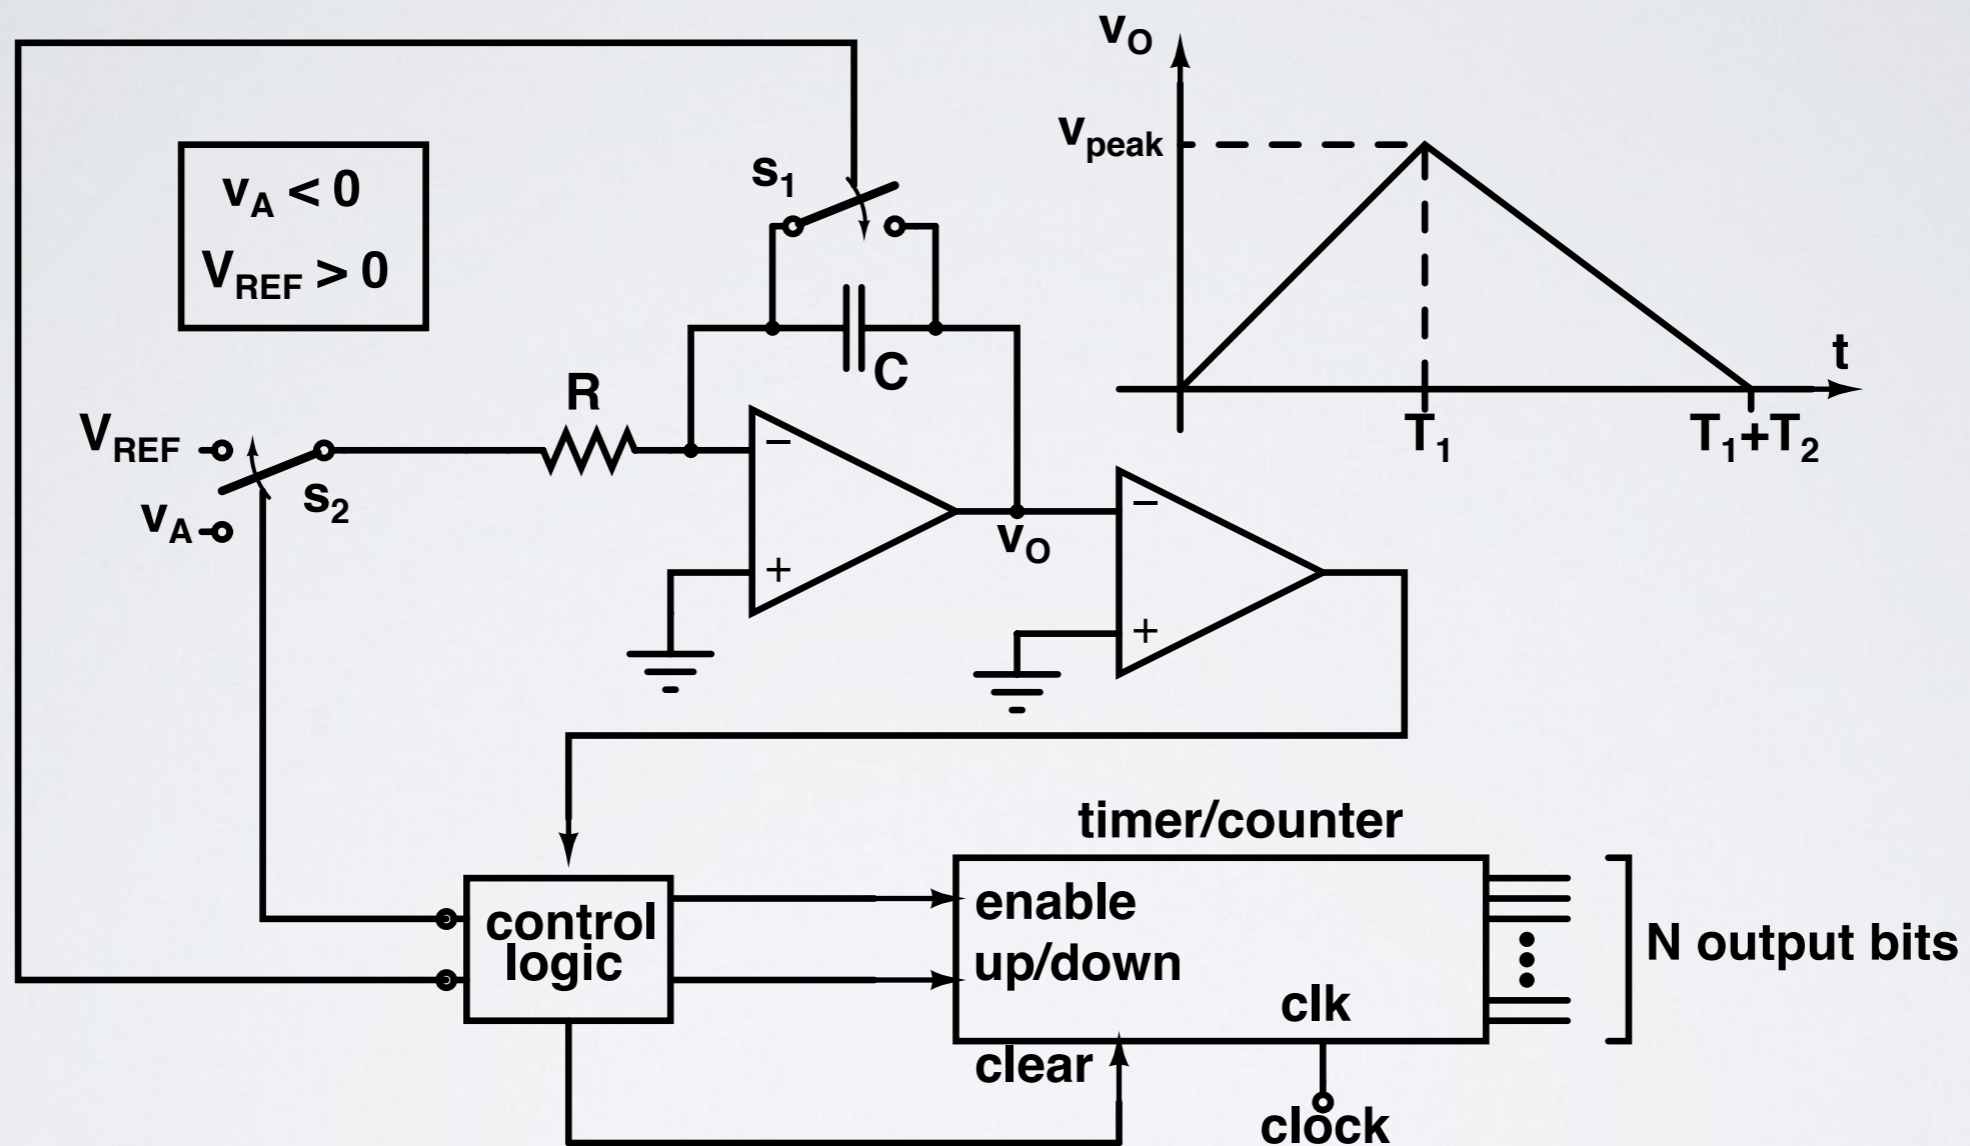 vO
vpeak
t
T1
T1+T2
vA < 0
VREF > 0
s1
C
R
VREF
s2
vA
−
+
vO
−
+
timer/counter
control
logic
enable
up/down
clk
clear
clock
N output bits